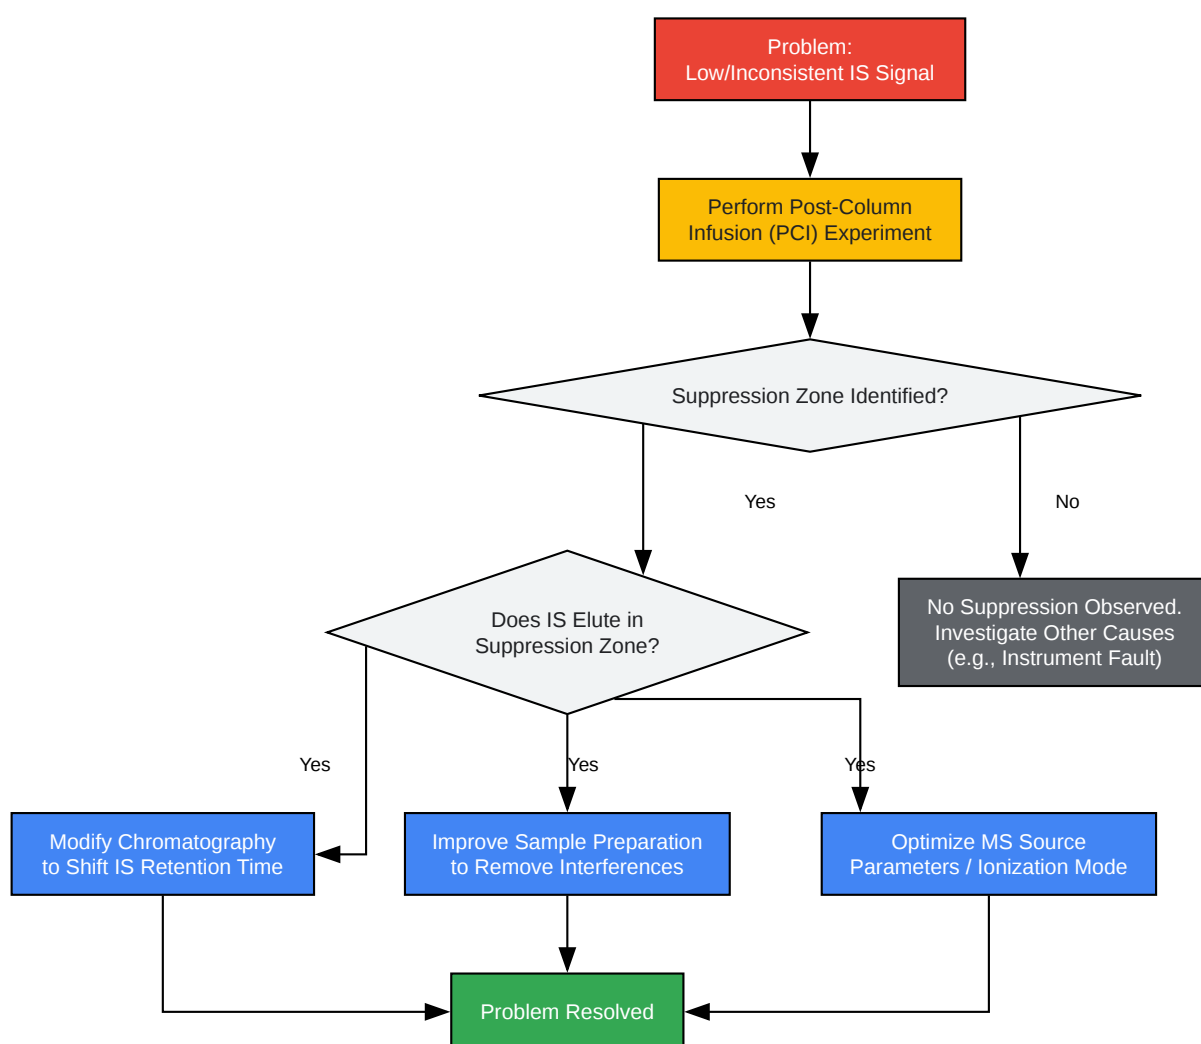 Problem:
Low/Inconsistent IS Signal
Perform Post-Column
Infusion (PCI) Experiment
Suppression Zone Identified?
Yes
No
Does IS Elute in
Suppression Zone?
No Suppression Observed.
Investigate Other Causes
(e.g., Instrument Fault)
Yes
Yes
Yes
Modify Chromatography
to Shift IS Retention Time
Improve Sample Preparation
to Remove Interferences
Optimize MS Source
Parameters / Ionization Mode
Problem Resolved